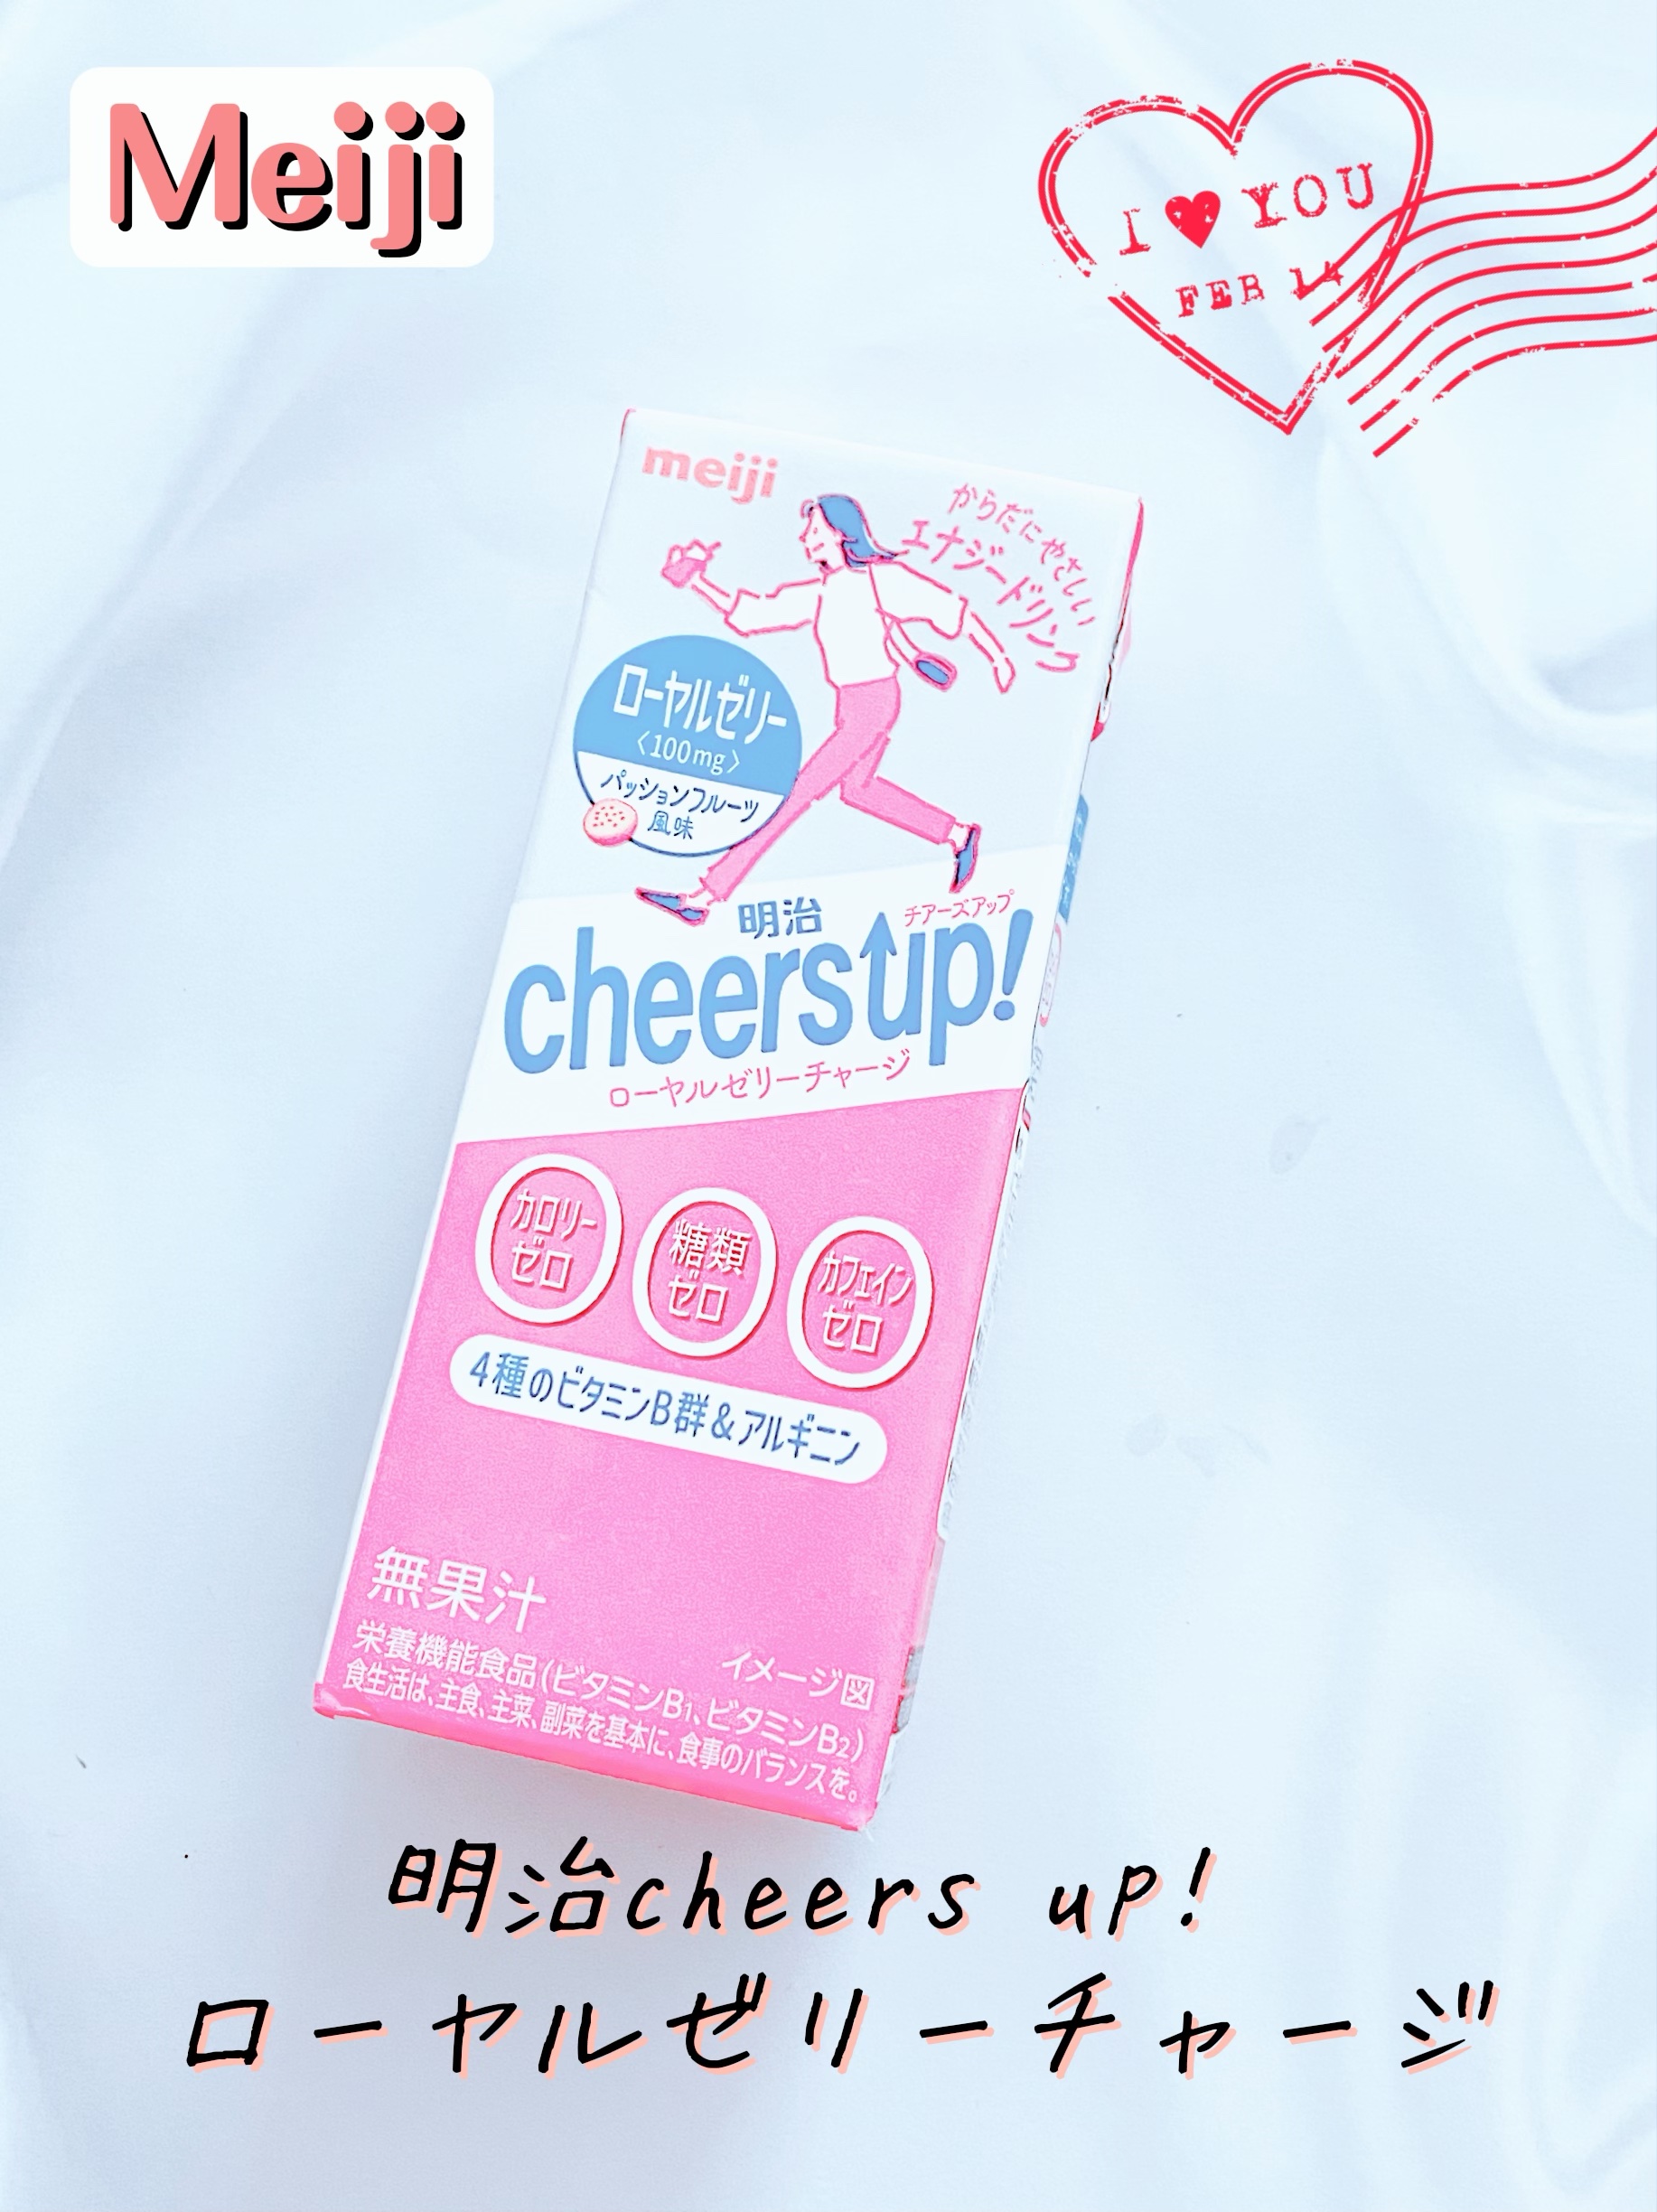 Meiji
I ♥ YOU
FEB 14
meiji
からだにやさしい
エナジードリンク
ローヤルゼリー
〈100mg〉
パッションフルーツ
風味
明治
チアーズアップ
cheers up!
ローヤルゼリーチャージ
カロリー
ゼロ
糖類
ゼロ
カフェイン
ゼロ
4種のビタミンB群&アルギニン
無果汁
イメージ図
栄養機能食品(ビタミンB1、ビタミンB2)
食生活は、主食、主菜、副菜を基本に、食事のバランスを。
明治cheers up!
ローヤルゼリーチャージ